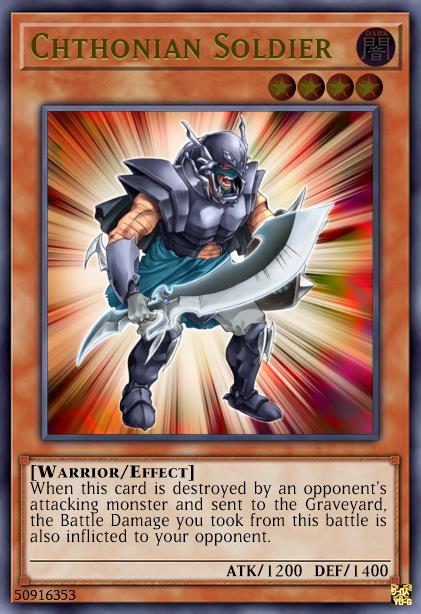 Chthonian Soldier
DARK
闇
[Warrior/Effect]
When this card is destroyed by an opponent's
attacking monster and sent to the Graveyard,
the Battle Damage you took from this battle is
also inflicted to your opponent.
ATK/1200 DEF/1400
50916353